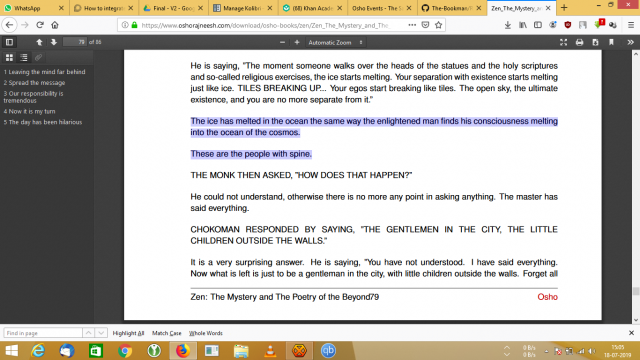 WhatsApp
How to integrat
Final - V2 - Goog
Manage Kolibri
(68) Khan Acade
Osho Events - The S
GitHub - The-Bookman/R
Zen_The_Mystery_and_
https://www.oshorajneesh.com/download/osho-books/zen/Zen_The_Mystery_and_The
Search
79 of 86
Automatic Zoom
1 Leaving the mind far behind
2 Spread the message
3 Our responsibility is
tremendous
4 Now it is my turn
5 The day has been hilarious
He is saying, "The moment someone walks over the heads of the statues and the holy scriptures
and so-called religious exercises, the ice starts melting. Your separation with existence starts melting
just like ice. TILES BREAKING UP... Your egos start breaking like tiles. The open sky, the ultimate
existence, and you are no more separate from it."
The ice has melted in the ocean the same way the enlightened man finds his consciousness melting
into the ocean of the cosmos.
These are the people with spine.
THE MONK THEN ASKED, "HOW DOES THAT HAPPEN?"
He could not understand, otherwise there is no more any point in asking anything. The master has
said everything.
CHOKOMAN RESPONDED BY SAYING, "THE GENTLEMEN IN THE CITY, THE LITTLE
CHILDREN OUTSIDE THE WALLS."
It is a very surprising answer. He is saying, "You have not understood. I have said everything.
Now what is left is just to be a gentleman in the city, with little children outside the walls. Forget all
Zen: The Mystery and The Poetry of the Beyond79
Osho
Find in page
Highlight All
Match Case
Whole Words
0 B/s
0 B/s
15:05
18-07-2019